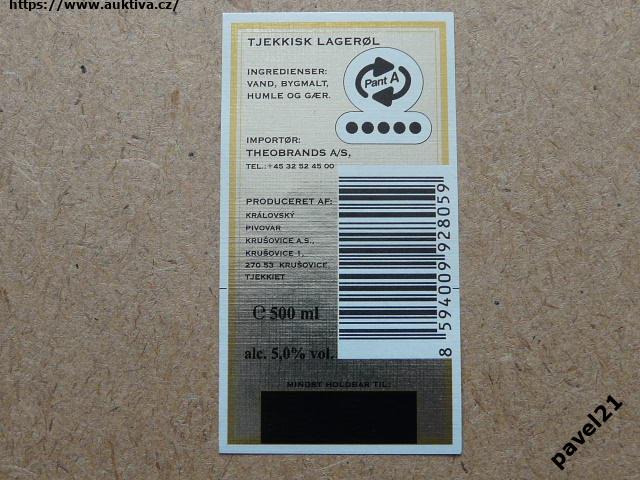 https://www.auktiva.cz/
TJEKKISK LAGERØL
INGREDIENSER:
VAND, BYGMALT,
HUMLE OG GÆR.
Pant A
IMPORTØR:
THEOBRANDS A/S,
TEL.:+45 32 52 45 00
PRODUCERET AF:
KRÁLOVSKÝ
PIVOVAR
KRUŠOVICE A.S.,
KRUŠOVICE 1,
270 53 KRUŠOVICE,
TJEKKIET
8 594009 928059
℮ 500 ml
alc. 5,0% vol.
MINDST HOLDBAR TIL:
pavel21